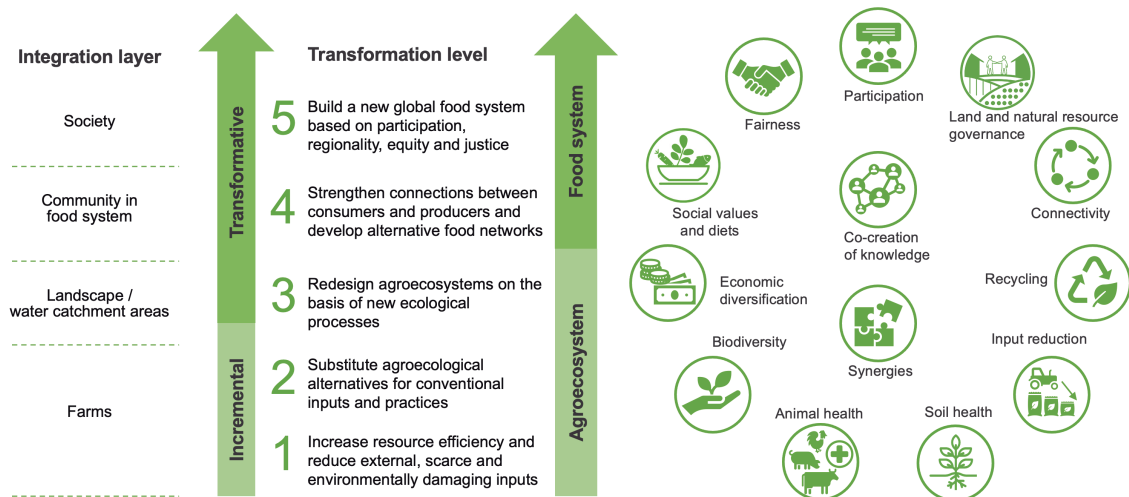 Integration layer
Society
Community in
food system
Landscape /
water catchment areas
Farms
Transformative
Incremental
Transformation level
5
Build a new global food system
based on participation,
regionality, equity and justice
4
Strengthen connections between
consumers and producers and
develop alternative food networks
3
Redesign agroecosystems on the
basis of new ecological
processes
2
Substitute agroecological
alternatives for conventional
inputs and practices
1
Increase resource efficiency and
reduce external, scarce and
environmentally damaging inputs
Food system
Agroecosystem
Participation
Fairness
Land and natural resource
governance
Social values
and diets
Co-creation
of knowledge
Connectivity
Economic
diversification
Recycling
Biodiversity
Synergies
Input reduction
Animal health
Soil health